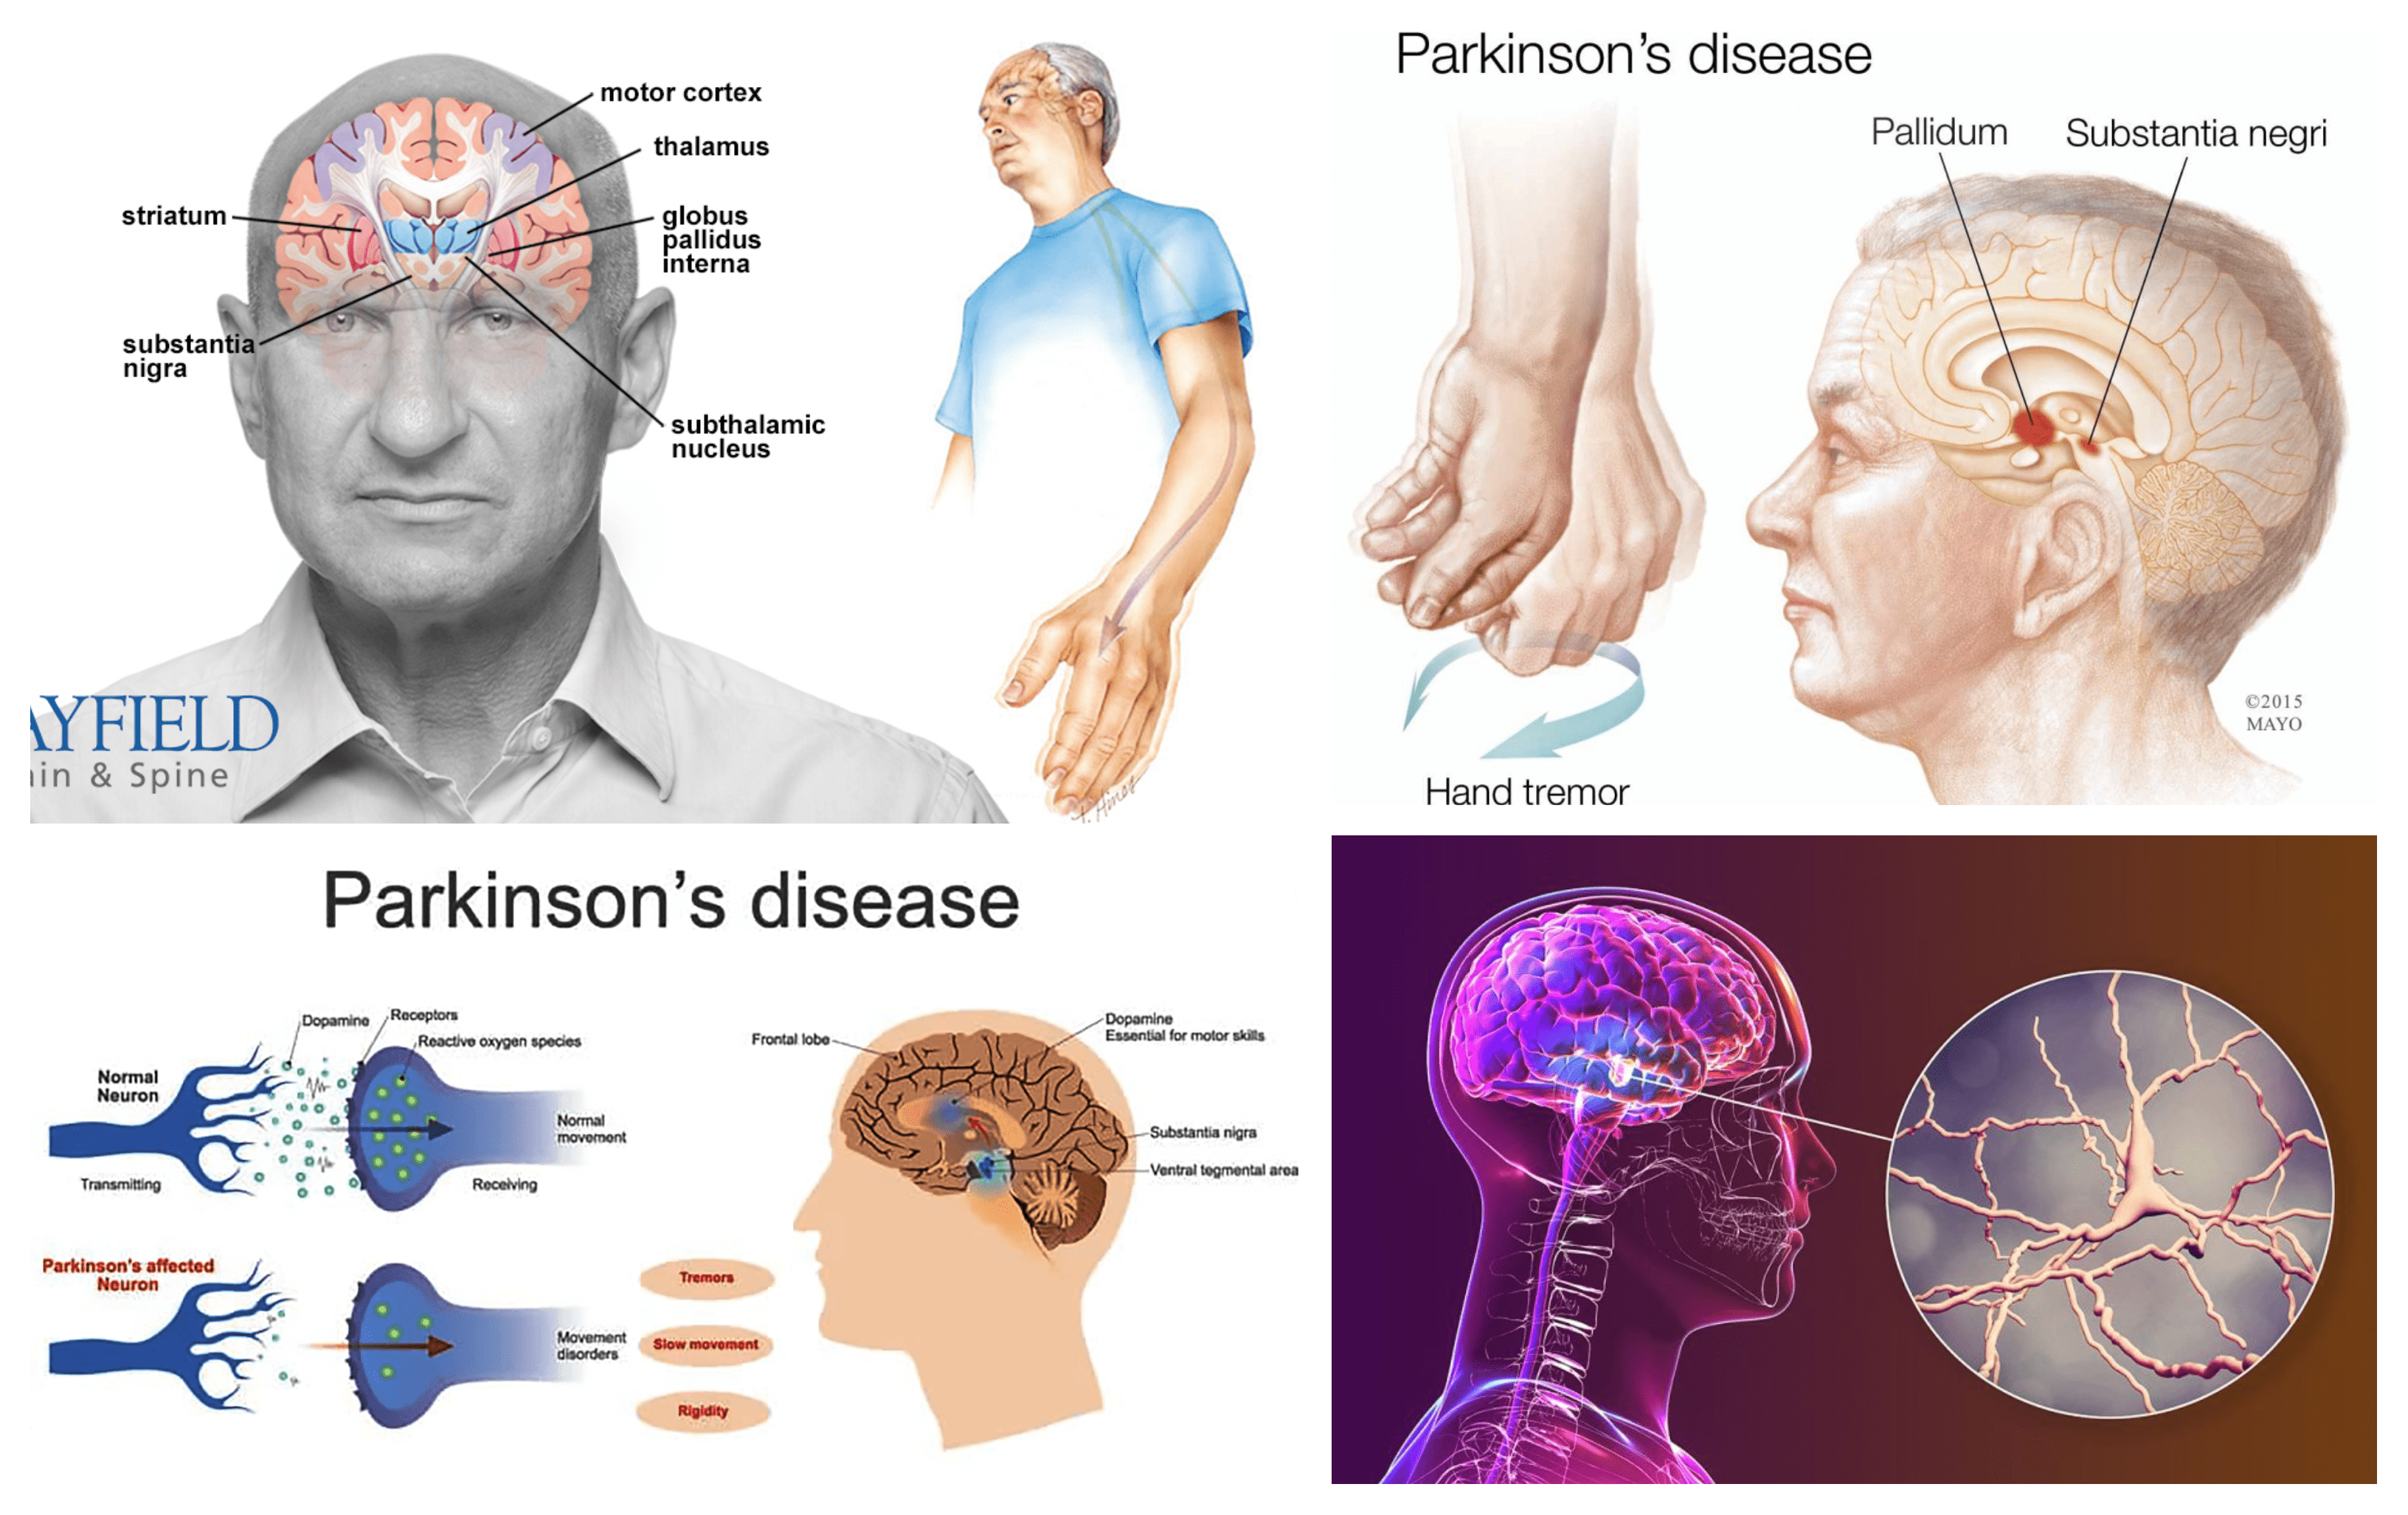 motor cortex
thalamus
striatum
globus
pallidus
interna
substantia
nigra
subthalamic
nucleus
AYFIELD
ain & Spine
Parkinson's disease
Pallidum
Substantia negri
©2015
MAYO
Hand tremor
Parkinson's disease
Dopamine
Receptors
Reactive oxygen species
Normal
Neuron
Normal
movement
Transmitting
Receiving
Parkinson's affected
Neuron
Movement
disorders
Tremors
Slow movement
Rigidity
Frontal lobe
Dopamine
Essential for motor skills
Substantia nigra
Ventral tegmental area